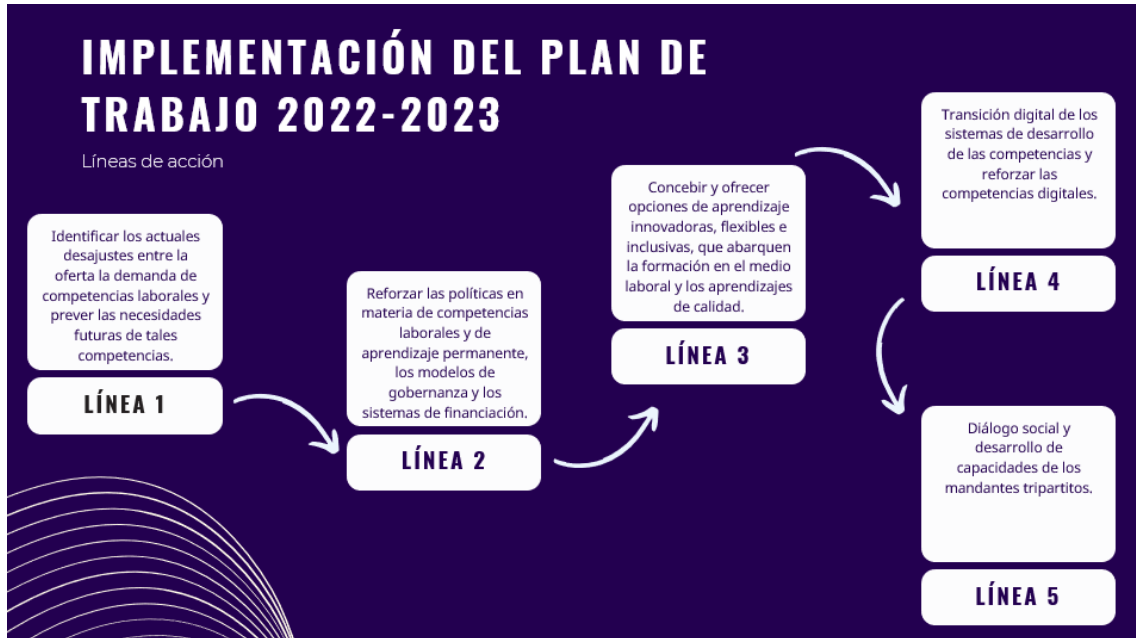 IMPLEMENTACIÓN DEL PLAN DE
TRABAJO 2022-2023
Líneas de acción
Identificar los actuales
desajustes entre la
oferta la demanda de
competencias laborales y
prever las necesidades
futuras de tales
competencias.
LÍNEA 1
Reforzar las políticas en
materia de competencias
laborales y de
aprendizaje permanente,
los modelos de
gobernanza y los
sistemas de financiación.
LÍNEA 2
Concebir y ofrecer
opciones de aprendizaje
innovadoras, flexibles e
inclusivas, que abarquen
la formación en el medio
laboral y los aprendizajes
de calidad.
LÍNEA 3
Transición digital de los
sistemas de desarrollo
de las competencias y
reforzar las
competencias digitales.
LÍNEA 4
Diálogo social y
desarrollo de
capacidades de los
mandantes tripartitos.
LÍNEA 5